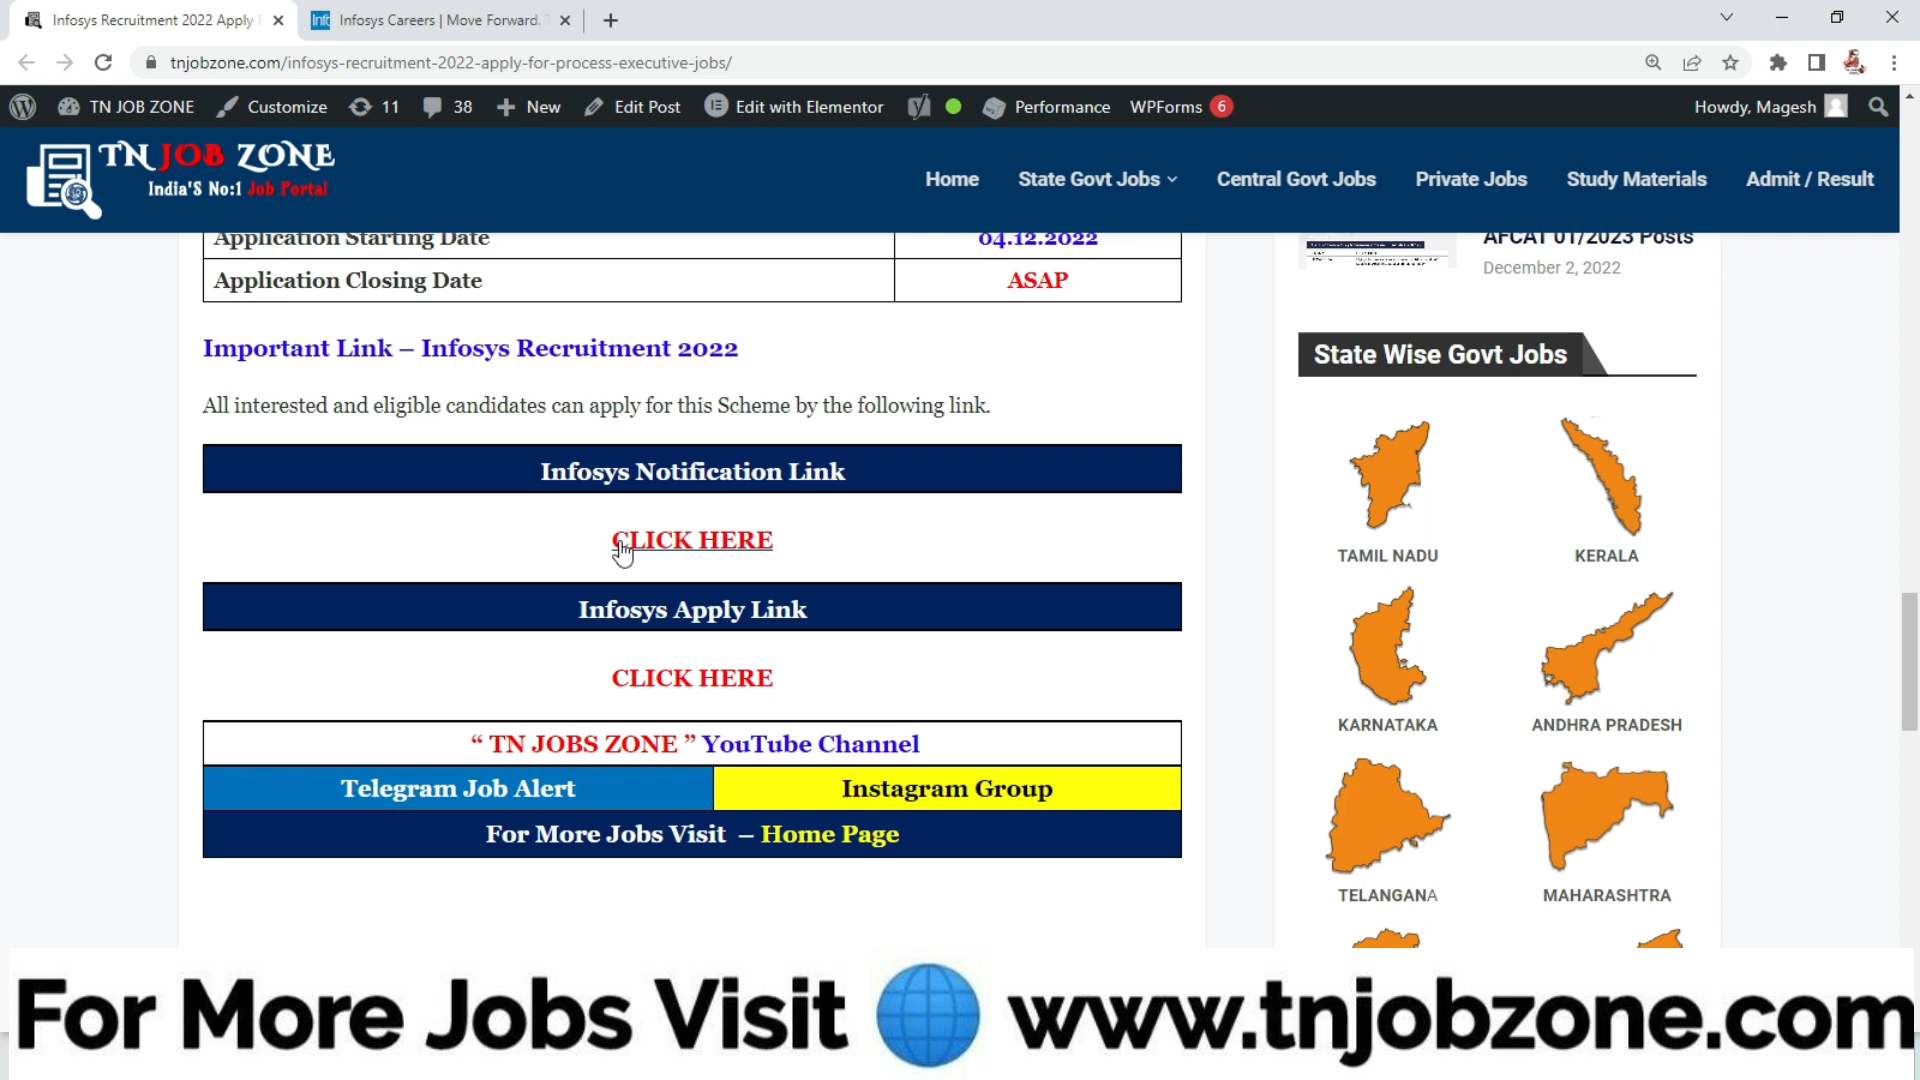 Infosys Recruitment 2022 Apply F
Infosys Careers | Move Forward. T
tnjobzone.com/infosys-recruitment-2022-apply-for-process-executive-jobs/
TN JOB ZONE Customize 11 38 New Edit Post Edit with Elementor Performance WPForms 6 Howdy, Magesh
TN JOB ZONE
India'S No:1 Job Portal
Home State Govt Jobs Central Govt Jobs Private Jobs Study Materials Admit / Result
Application Starting Date 04.12.2022
Application Closing Date ASAP
Important Link – Infosys Recruitment 2022
All interested and eligible candidates can apply for this Scheme by the following link.
Infosys Notification Link
CLICK HERE
Infosys Apply Link
CLICK HERE
“ TN JOBS ZONE ” YouTube Channel
Telegram Job Alert Instagram Group
For More Jobs Visit – Home Page
AFCAT 01/2023 Posts
December 2, 2022
State Wise Govt Jobs
TAMIL NADU KERALA
KARNATAKA ANDHRA PRADESH
TELANGANA MAHARASHTRA
For More Jobs Visit www.tnjobzone.com